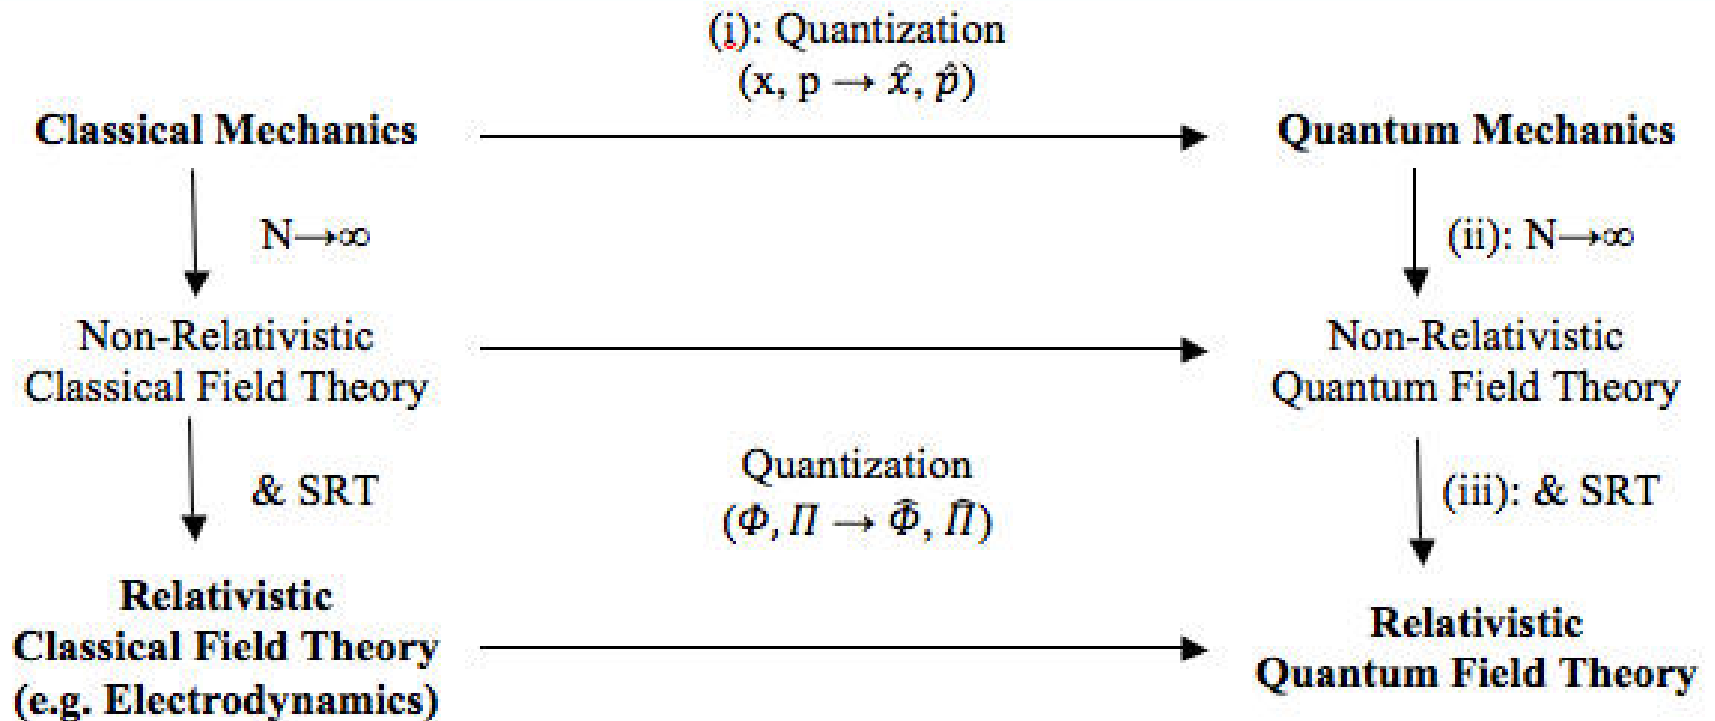 (i): Quantization
(x, p → x̂, p̂)
Classical Mechanics
Quantum Mechanics
N→∞
(ii): N→∞
Non-Relativistic
Classical Field Theory
Non-Relativistic
Quantum Field Theory
& SRT
Quantization
(Φ, Π → Φ̂, Π̂)
(iii): & SRT
Relativistic
Classical Field Theory
(e.g. Electrodynamics)
Relativistic
Quantum Field Theory